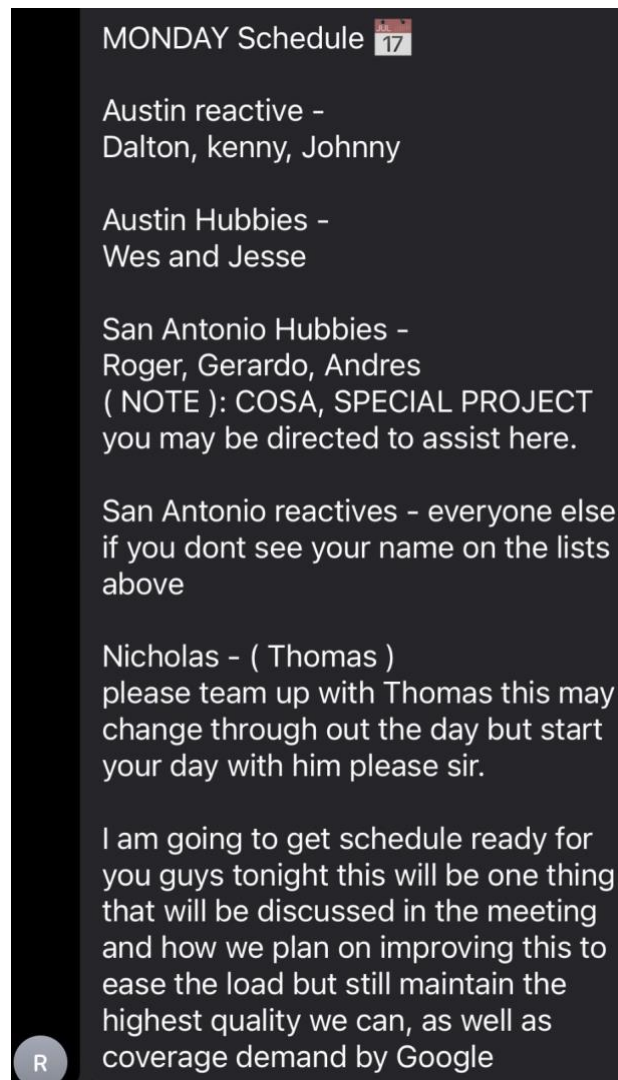 MONDAY Schedule 📅
JUL
17
Austin reactive -
Dalton, kenny, Johnny
Austin Hubbies -
Wes and Jesse
San Antonio Hubbies -
Roger, Gerardo, Andres
( NOTE ): COSA, SPECIAL PROJECT
you may be directed to assist here.
San Antonio reactives - everyone else
if you dont see your name on the lists
above
Nicholas - ( Thomas )
please team up with Thomas this may
change through out the day but start
your day with him please sir.
I am going to get schedule ready for
you guys tonight this will be one thing
that will be discussed in the meeting
and how we plan on improving this to
ease the load but still maintain the
highest quality we can, as well as
coverage demand by Google
R